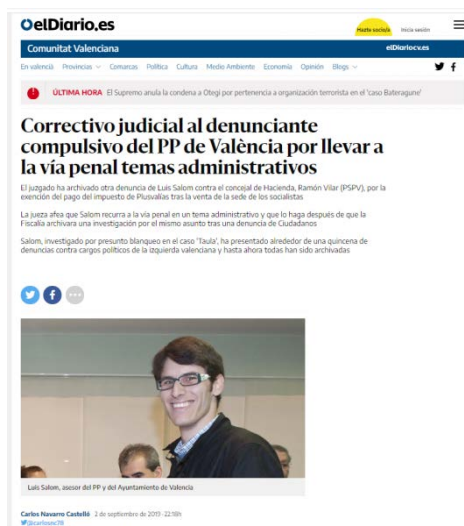 elDiario.es
Hazte socio/a
Inicia sesión
Comunitat Valenciana
elDiariocv.es
En valencià Provincias Comarcas Política Cultura Medio Ambiente Economía Opinión Blogs
ÚLTIMA HORA El Supremo anula la condena a Otegi por pertenencia a organización terrorista en el 'caso Bateragune'
Correctivo judicial al denunciante
compulsivo del PP de València por llevar a
la vía penal temas administrativos
El juzgado ha archivado otra denuncia de Luis Salom contra el concejal de Hacienda, Ramón Vilar (PSPV), por la
exención del pago del impuesto de Plusvalías tras la venta de la sede de los socialistas
La jueza afea que Salom recurra a la vía penal en un tema administrativo y que lo haga después de que la
Fiscalía archivara una investigación por el mismo asunto tras una denuncia de Ciudadanos
Salom, investigado por presunto blanqueo en el caso 'Taula', ha presentado alrededor de una quincena de
denuncias contra cargos políticos de la izquierda valenciana y hasta ahora todas han sido archivadas
Luis Salom, asesor del PP y del Ayuntamiento de Valencia
Carlos Navarro Castelló 2 de septiembre de 2019 - 22:16h
@carlosnc78